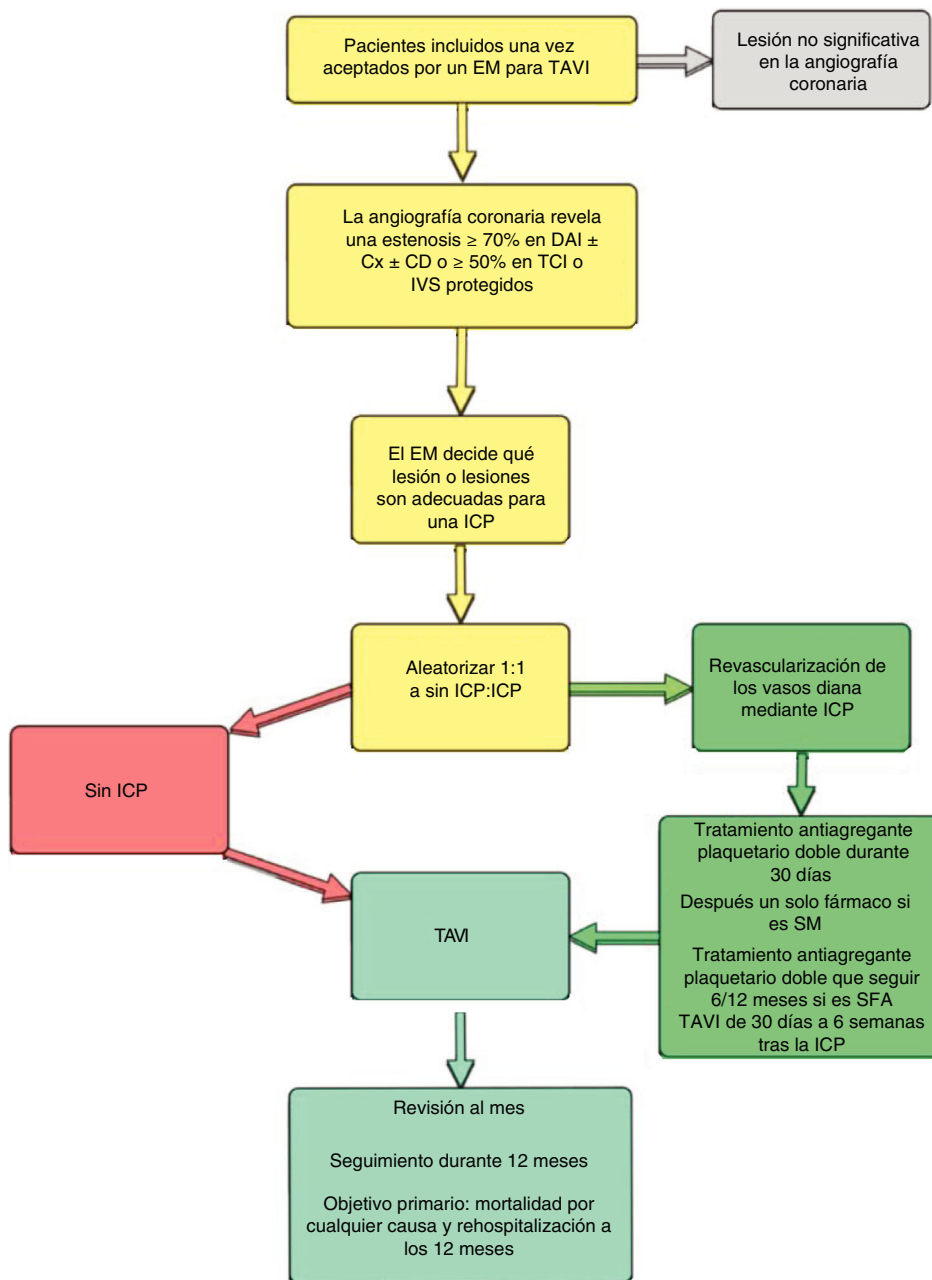 Pacientes incluidos una vez
aceptados por un EM para TAVI
Lesión no significativa
en la angiografía
coronaria
La angiografía coronaria revela
una estenosis ≥ 70% en DAI ±
Cx ± CD o ≥ 50% en TCI o
IVS protegidos
El EM decide qué
lesión o lesiones
son adecuadas para
una ICP
Aleatorizar 1:1
a sin ICP:ICP
Revascularización de
los vasos diana
mediante ICP
Sin ICP
Tratamiento antiagregante
plaquetario doble durante
30 días
Después un solo fármaco si
es SM
Tratamiento antiagregante
plaquetario doble que seguir
6/12 meses si es SFA
TAVI de 30 días a 6 semanas
tras la ICP
TAVI
Revisión al mes
Seguimiento durante 12 meses
Objetivo primario: mortalidad por
cualquier causa y rehospitalización a
los 12 meses